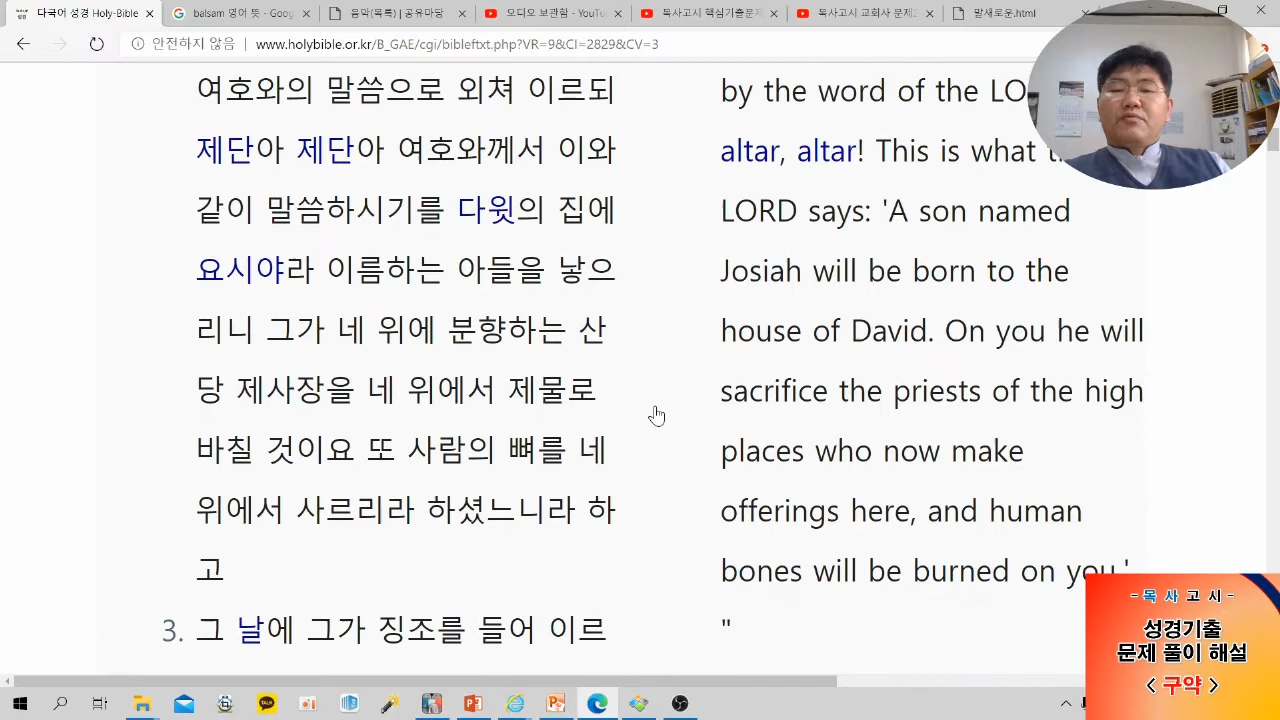 다국어 성경 Holy-Bible
balsam 영어 뜻 - Goog
음악(목록) | 공유마당
오디오 보관함 - YouTu
목사고시 핵심기출문
목사고시 교회사 문제
말새로운.html
안전하지 않음 | www.holybible.or.kr/B_GAE/cgi/bibleftxt.php?VR=9&CI=2829&CV=3
여호와의 말씀으로 외쳐 이르되
제단아 제단아 여호와께서 이와
같이 말씀하시기를 다윗의 집에
요시야라 이름하는 아들을 낳으
리니 그가 네 위에 분향하는 산
당 제사장을 네 위에서 제물로
바칠 것이요 또 사람의 뼈를 네
위에서 사르리라 하셨느니라 하
고
3. 그 날에 그가 징조를 들어 이르
by the word of the LO
altar, altar! This is what
LORD says: 'A son named
Josiah will be born to the
house of David. On you he will
sacrifice the priests of the high
places who now make
offerings here, and human
bones will be burned on you.'
"
- 목 사 고 시 -
성경기출
문제 풀이 해설
< 구약 >